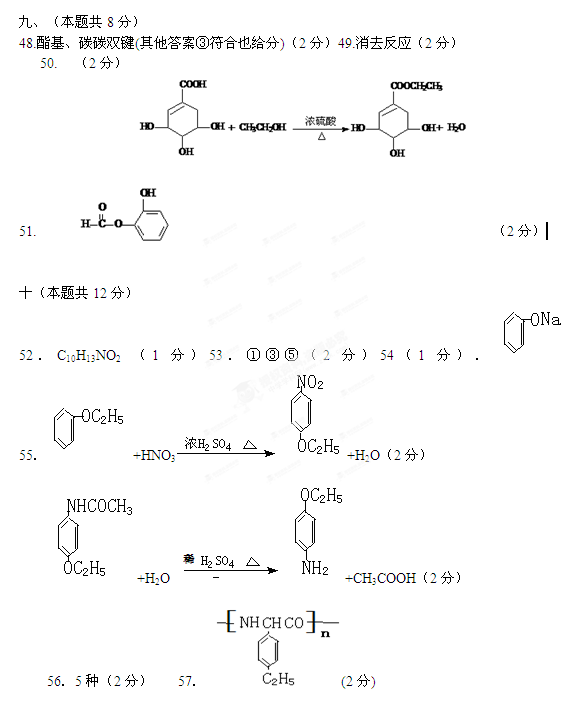 九、（本题共 8 分）
48.酯基、碳碳双键(其他答案③符合也给分)（2 分）49.消去反应（2 分）
50. （2 分）
COOH COOCH2CH3
HO OH + CH3CH2OH 浓硫酸 △ HO OH + H2O
OH OH
OH
O
H—C—O
51. （2 分）
十（本题共 12 分）
ONa
52． C10H13NO2 （1 分）53．①③⑤（2 分）54（1 分）．
NO2
OC2H5
浓H2SO4 △
OC2H5
55. +HNO3 +H2O（2 分）
OC2H5
NHCOCH3
稀 H2SO4 △
OC2H5 NH2
+H2O +CH3COOH（2 分）
[NHCHCO]n
C2H5
56. 5 种（2 分） 57. (2 分)